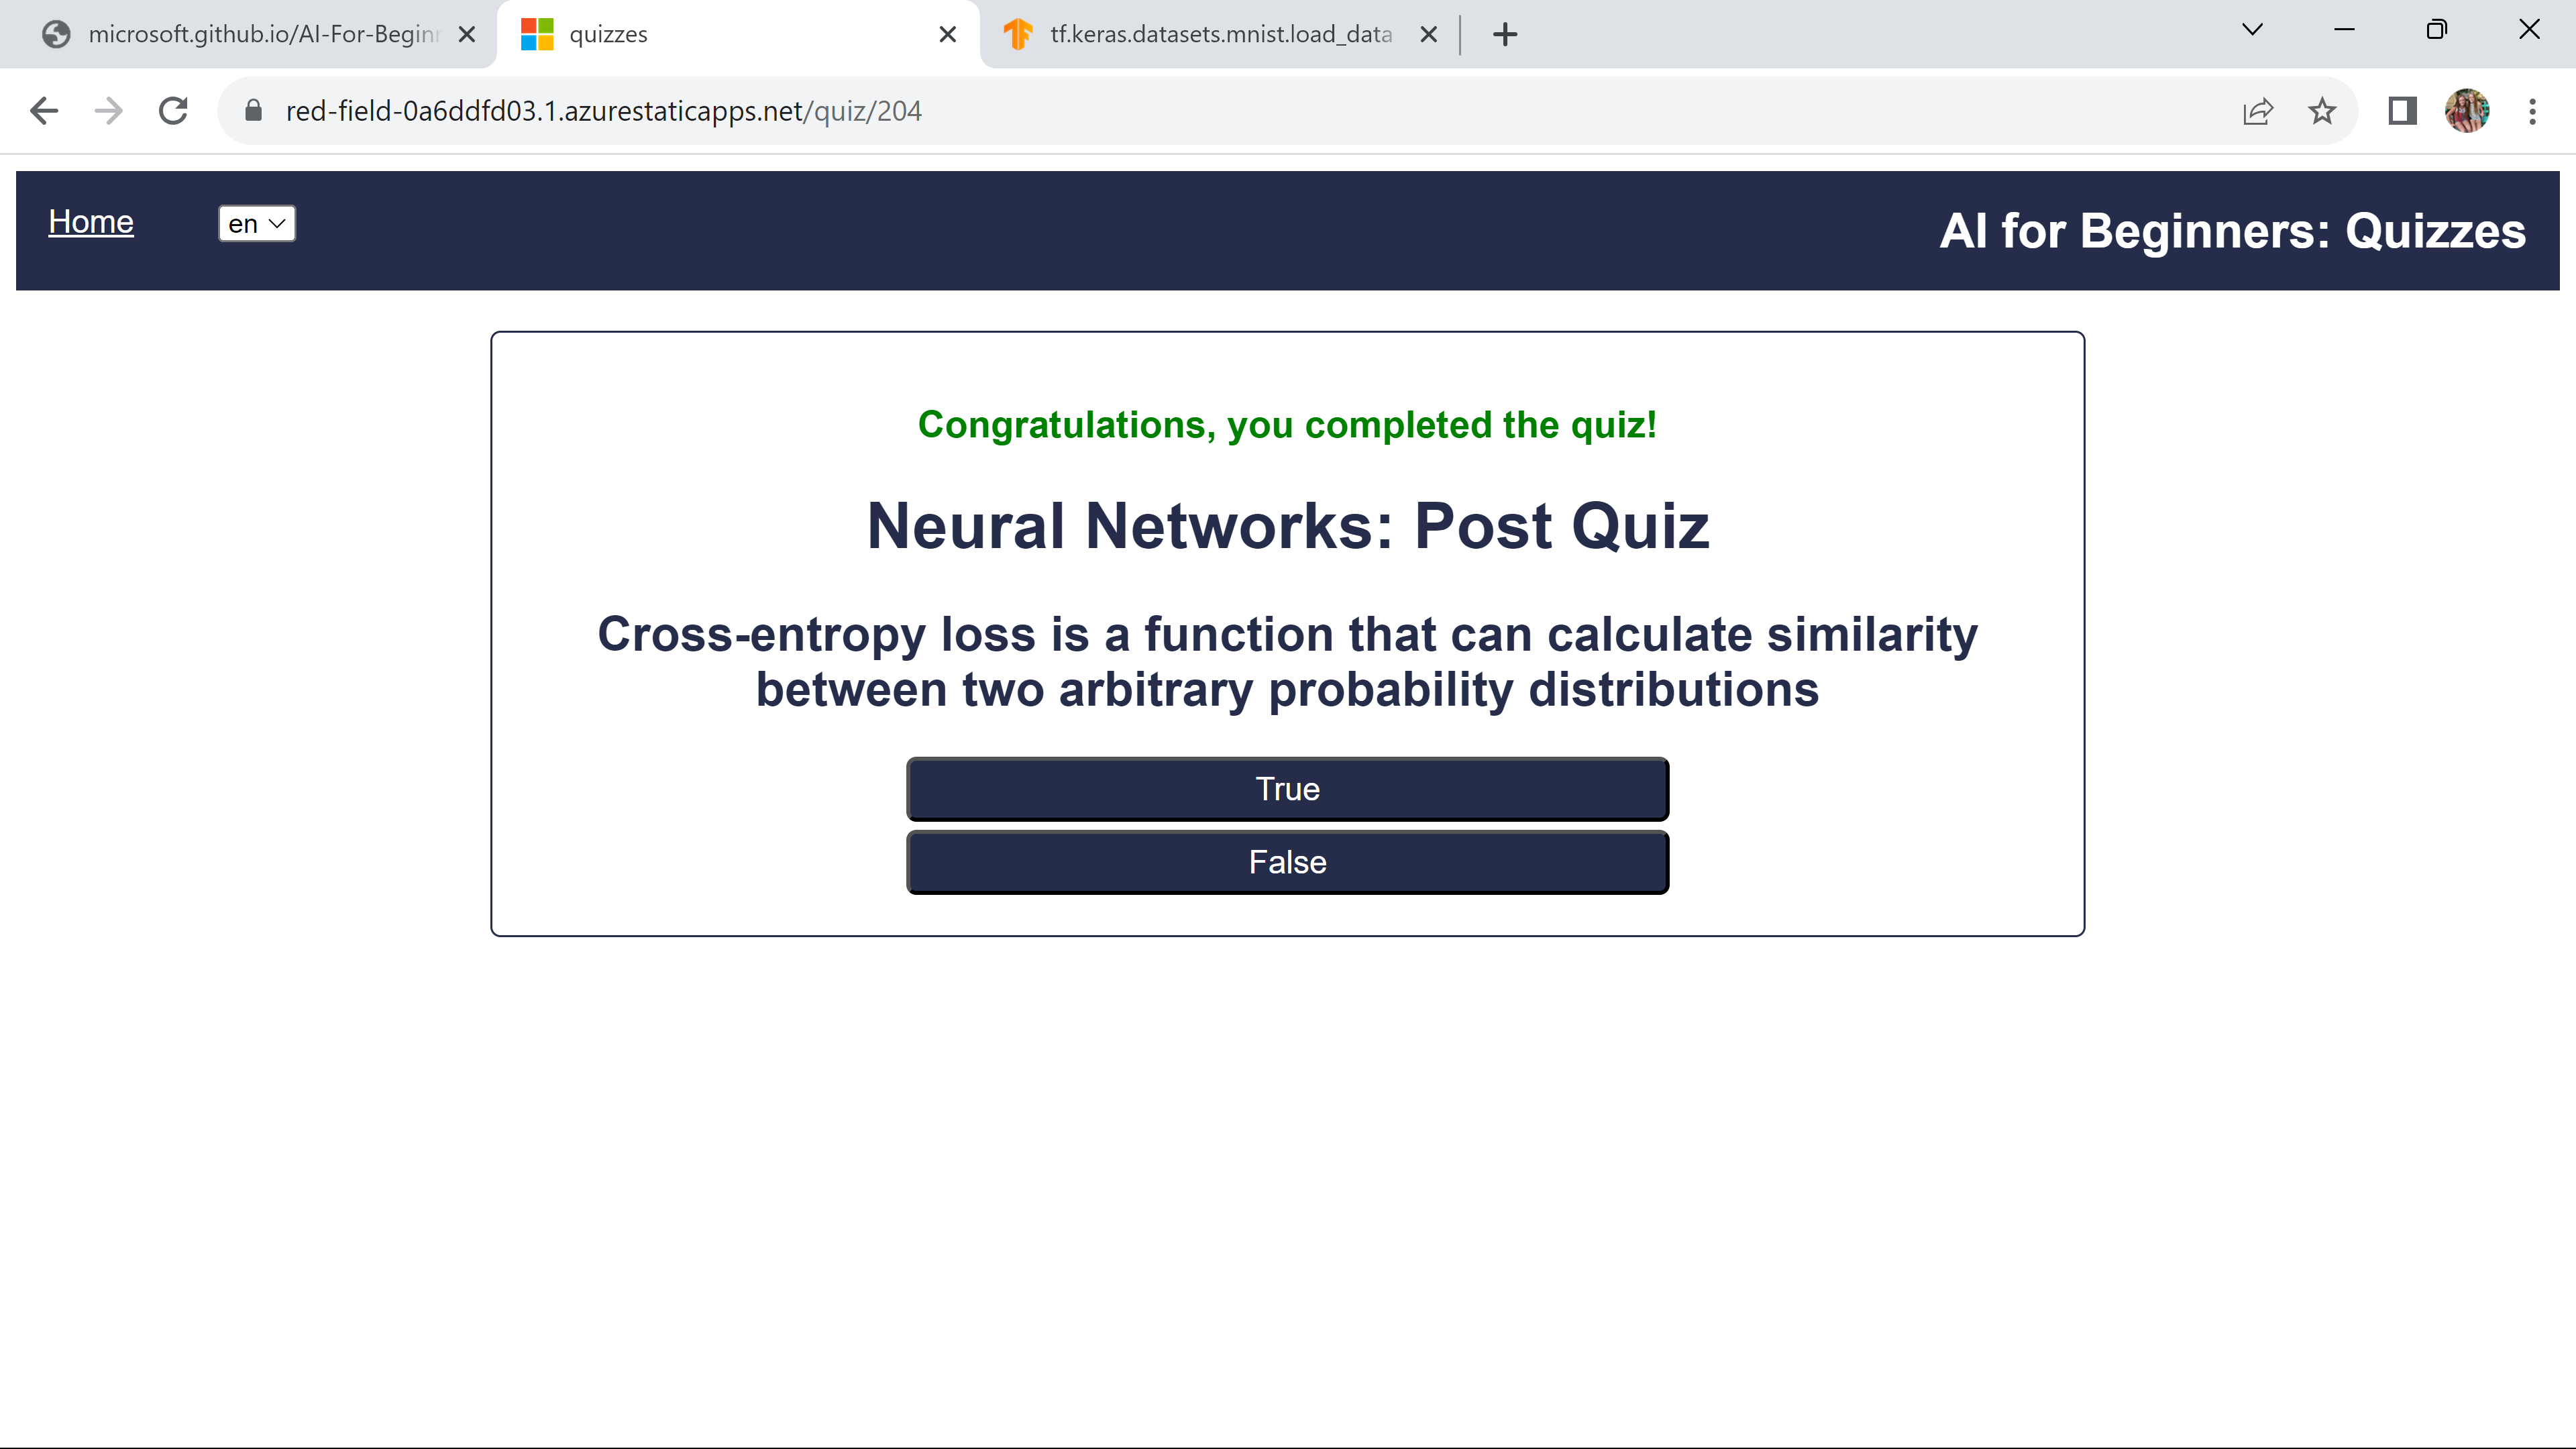 microsoft.github.io/AI-For-Beginn
quizzes
tf.keras.datasets.mnist.load_data
red-field-0a6ddfd03.1.azurestaticapps.net/quiz/204
Home
en
AI for Beginners: Quizzes
Congratulations, you completed the quiz!
Neural Networks: Post Quiz
Cross-entropy loss is a function that can calculate similarity
between two arbitrary probability distributions
True
False